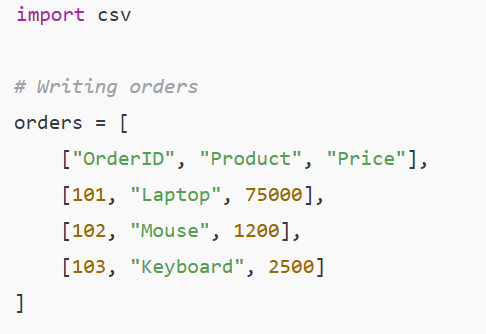 import csv
# Writing orders
orders = [
    ["OrderID", "Product", "Price"],
    [101, "Laptop", 75000],
    [102, "Mouse", 1200],
    [103, "Keyboard", 2500]
]